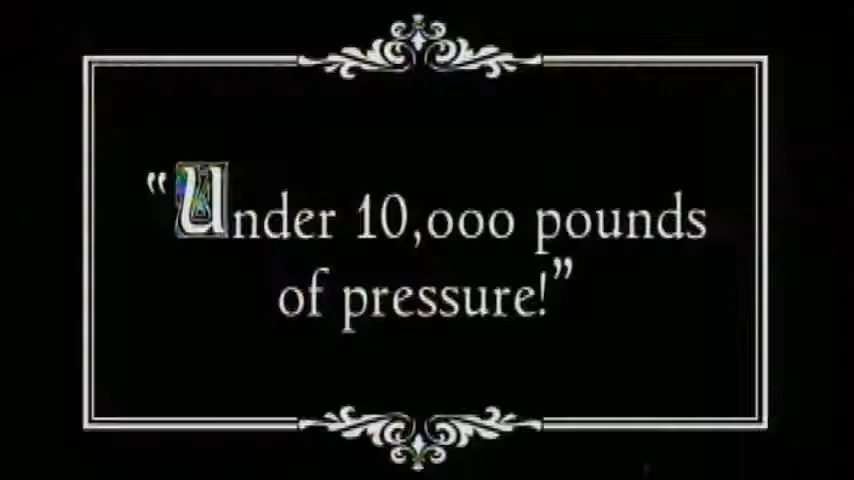 “Under 10,000 pounds
of pressure!”